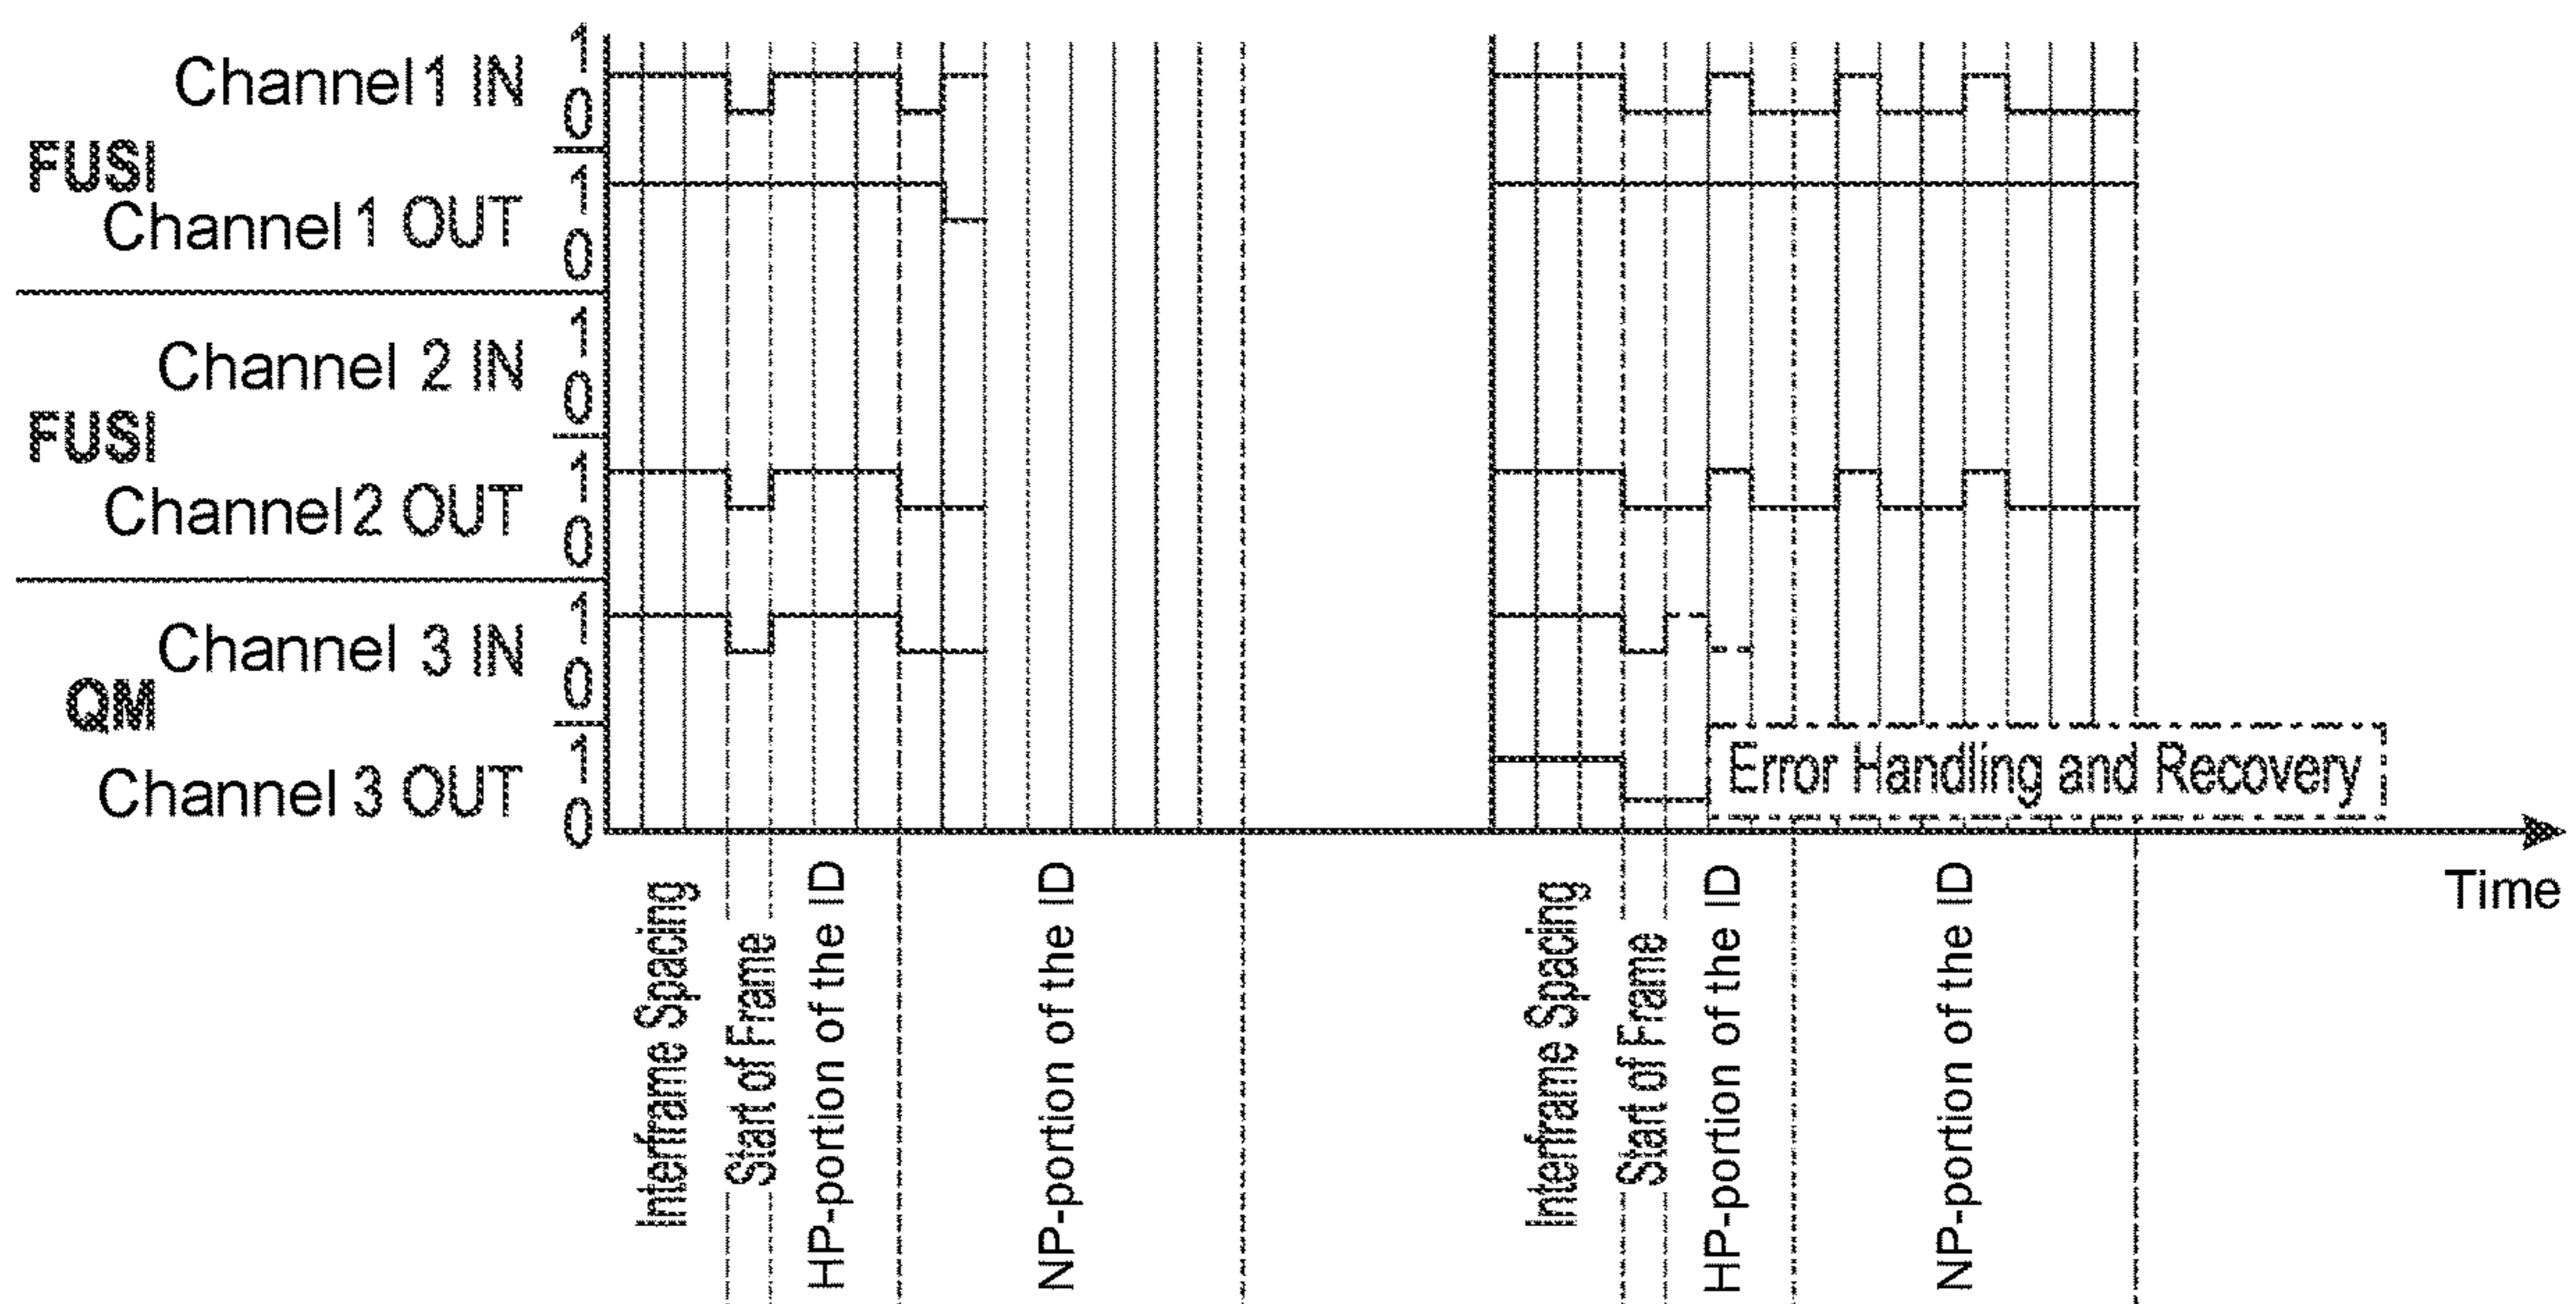 Channel 1 IN
1
0
FUSI
Channel 1 OUT
1
0
Channel 2 IN
1
0
FUSI
Channel 2 OUT
1
0
Channel 3 IN
1
0
QM
Channel 3 OUT
1
0
Error Handling and Recovery
Time
Interframe Spacing
Start of Frame
HP-portion of the ID
NP-portion of the ID
Interframe Spacing
Start of Frame
HP-portion of the ID
NP-portion of the ID